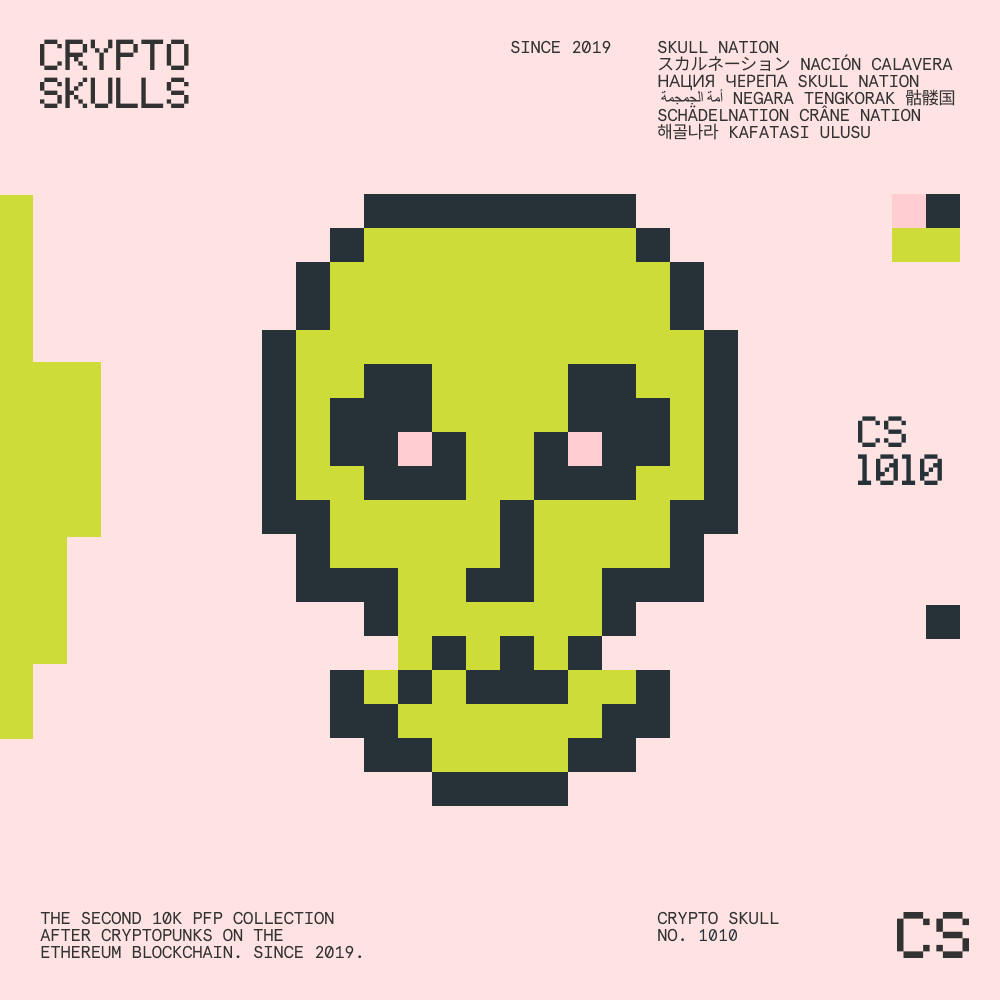 CRYPTO
SKULLS
SINCE 2019
SKULL NATION
スカルネーション NACIÓN CALAVERA
НАЦИЯ ЧЕРЕПА SKULL NATION
أمة الجمجمة NEGARA TENGKORAK 骷髅国
SCHÄDELNATION CRÂNE NATION
해골나라 KAFATASI ULUSU
CS
1010
THE SECOND 10K PFP COLLECTION
AFTER CRYPTOPUNKS ON THE
ETHEREUM BLOCKCHAIN. SINCE 2019.
CRYPTO SKULL
NO. 1010
CS